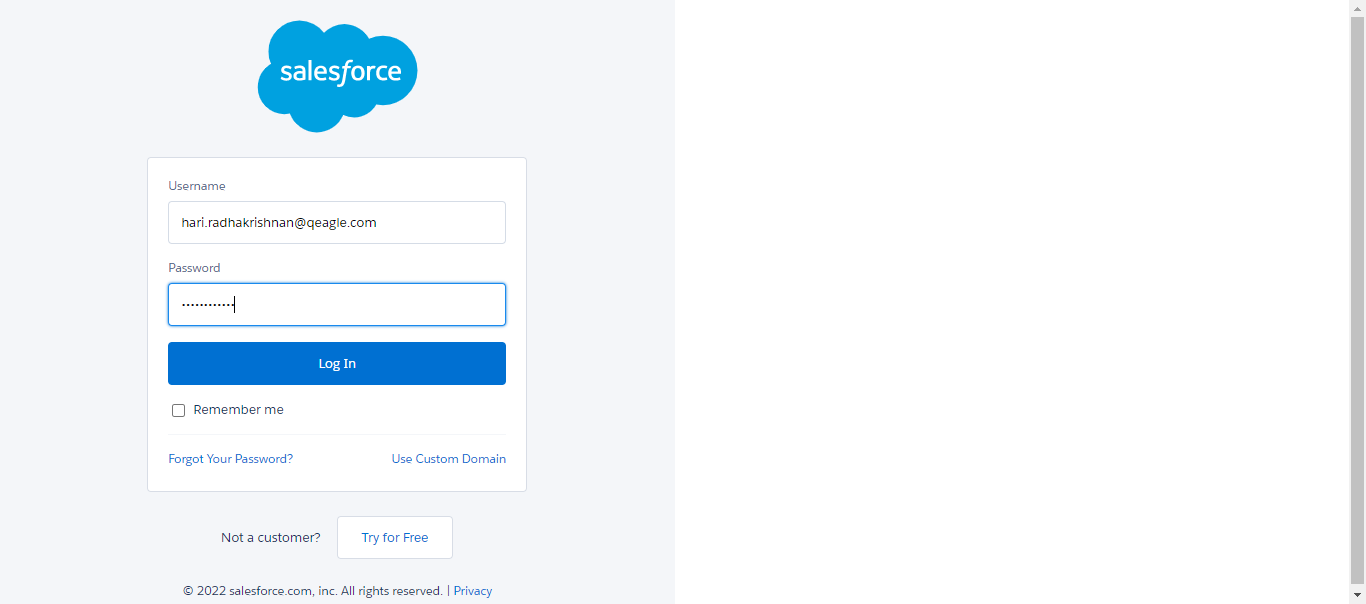 salesforce
Username
hari.radhakrishnan@qeagle.com
Password
••••••••••••
Log In
Remember me
Forgot Your Password? Use Custom Domain
Not a customer? Try for Free
© 2022 salesforce.com, inc. All rights reserved. | Privacy